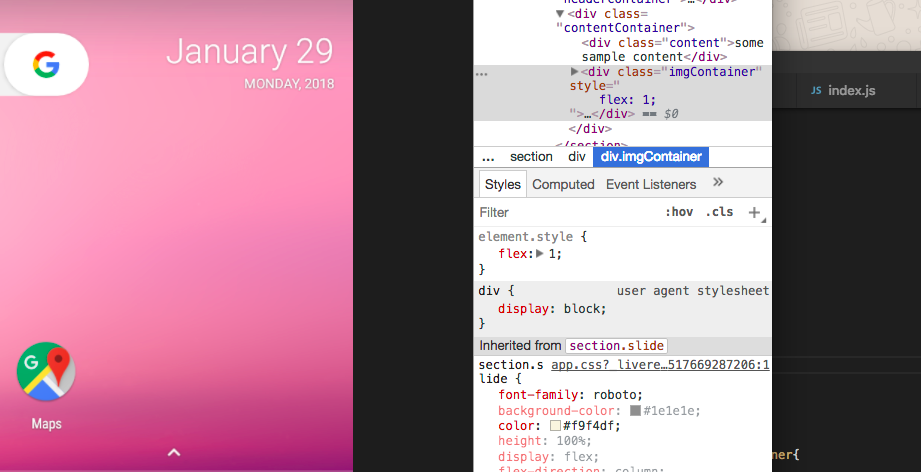 January 29
MONDAY, 2018
G
Maps
<div class=
"contentContainer">
<div class="content">some
sample content</div>
… ▶<div class="imgContainer"
style="
flex: 1;
">…</div> == $0
</div>
... section div div.imgContainer
Styles Computed Event Listeners »
Filter :hov .cls +
element.style {
flex:▶ 1;
}
div { user agent stylesheet
display: block;
}
Inherited from section.slide
section.s app.css?_livere…517669287206:1
lide {
font-family: roboto;
background-color: #1e1e1e;
color: #f9f4df;
height: 100%;
display: flex;
flex-direction: column;
JS index.js
ner{